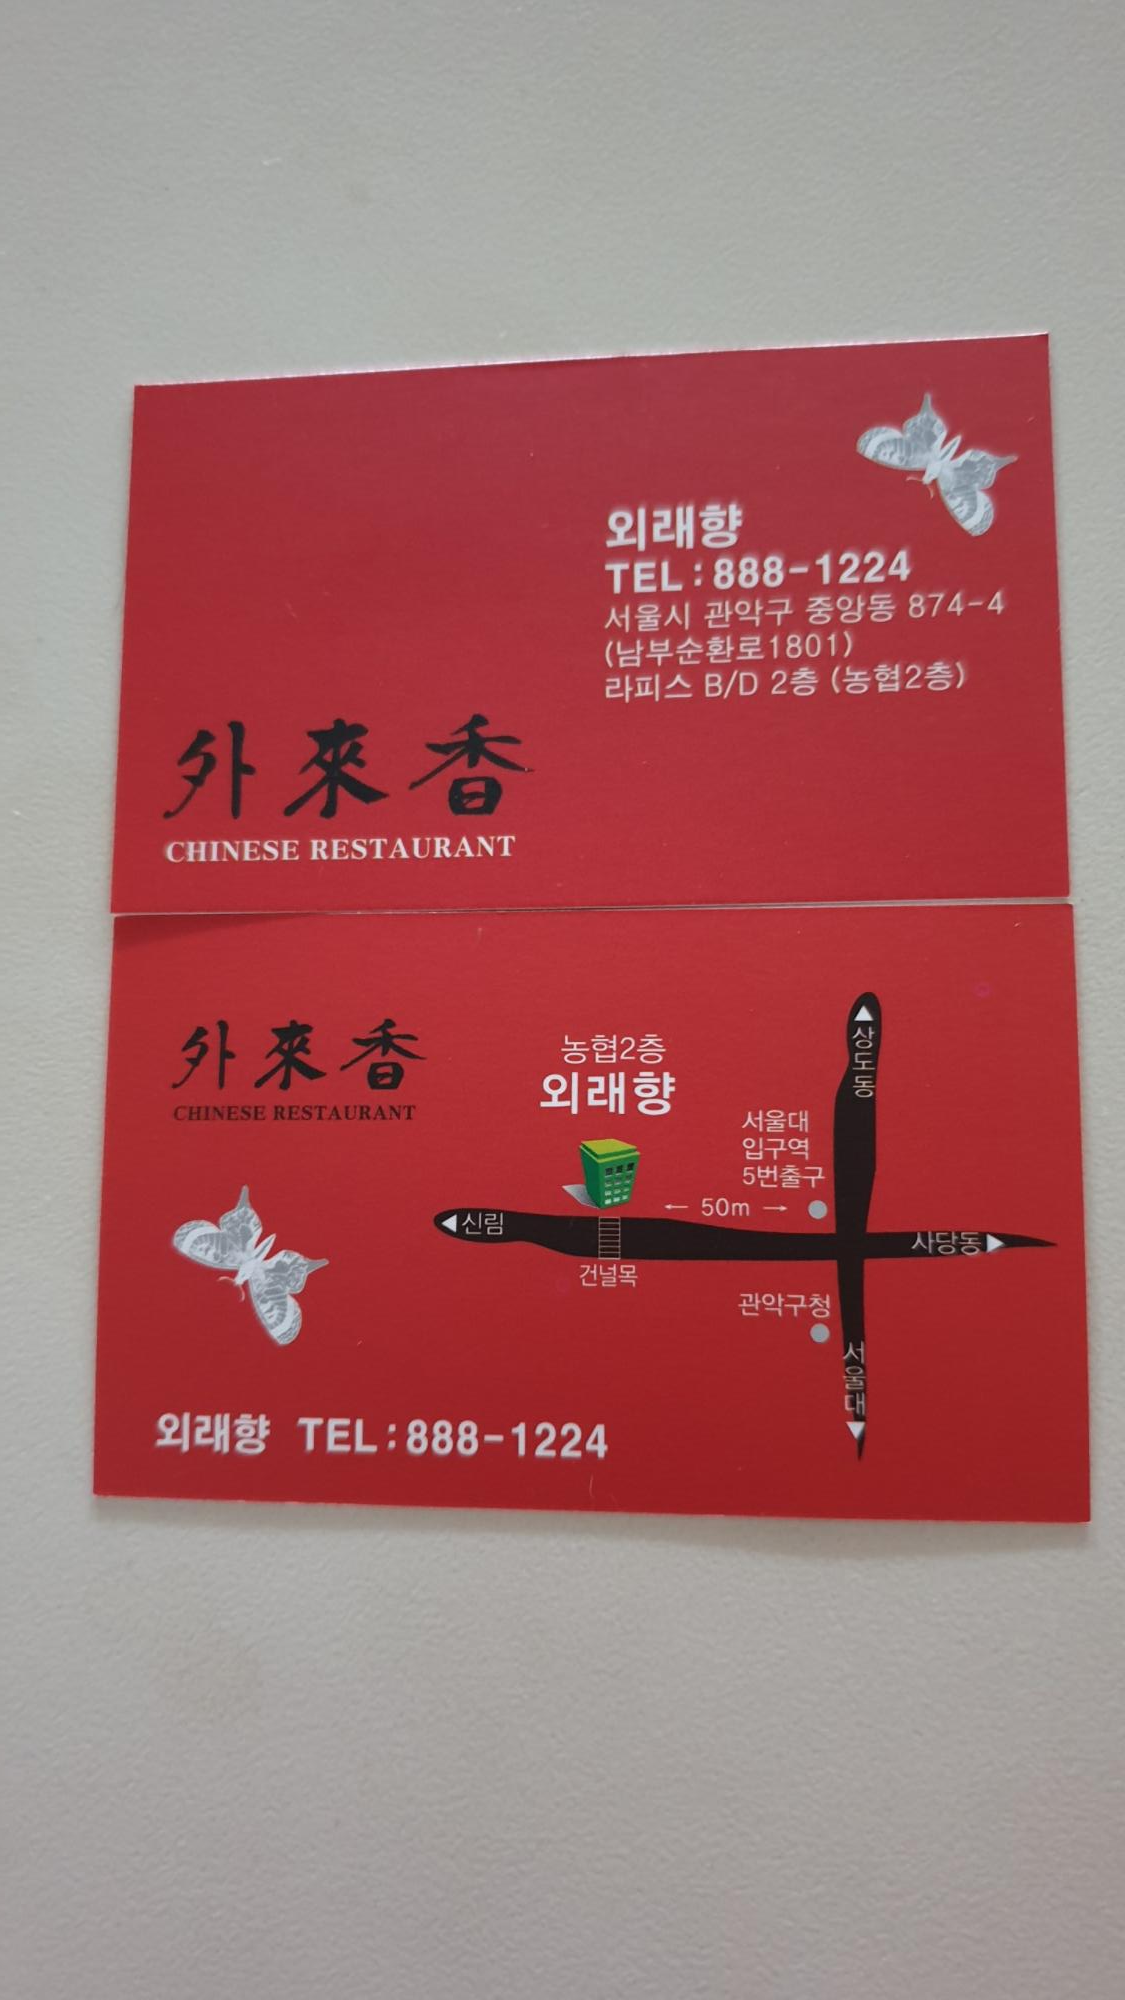 외래향
TEL:888-1224
서울시 관악구 중앙동 874-4
(남부순환로1801)
라피스 B/D 2층 (농협2층)
外來香
CHINESE RESTAURANT
外來香
CHINESE RESTAURANT
농협2층
외래향
상도동
서울대
입구역
5번출구
← 50m →
신림
사당동
건널목
관악구청
서울대
외래향 TEL:888-1224